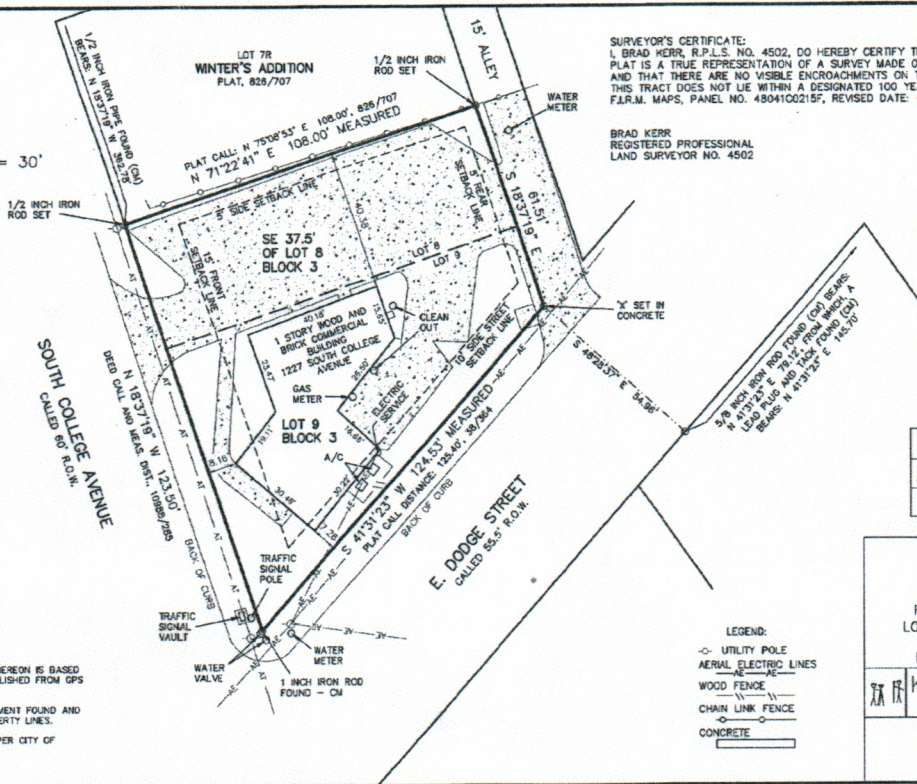 SURVEYOR'S CERTIFICATE:
I, BRAD KERR, R.P.L.S. NO. 4502, DO HEREBY CERTIFY T
PLAT IS A TRUE REPRESENTATION OF A SURVEY MADE
AND THAT THERE ARE NO VISIBLE ENCROACHMENTS ON
THIS TRACT DOES NOT LIE WITHIN A DESIGNATED 100 YE
F.I.R.M. MAPS, PANEL NO. 48041C0215F, REVISED DATE:
BRAD KERR
REGISTERED PROFESSIONAL
LAND SURVEYOR NO. 4502
= 30'
1/2 INCH IRON PIPE FOUND (CM)
BEARS: N 18°37'19" W 362.78'
LOT 7R
WINTER'S ADDITION
PLAT, 826/707
1/2 INCH IRON
ROD SET
15' ALLEY
WATER
METER
PLAT CALL: N 75°08'53" E 108.00', 826/707
N 71°22'41" E 108.00' MEASURED
1/2 INCH IRON
ROD SET
5' SIDE SETBACK LINE
5' REAR
SETBACK LINE
S 18°37'19" E
61.51'
40.38'
15' FRONT
SETBACK LINE
SE 37.5'
OF LOT 8
BLOCK 3
LOT 8
LOT 9
'X' SET IN
CONCRETE
CLEAN
OUT
40.18'
1 STORY WOOD AND
BRICK COMMERCIAL
BUILDING
1227 SOUTH COLLEGE
AVENUE
23.47
10' SIDE STREET
SETBACK LINE
S 48°28'37" E
54.96'
5/8 INCH IRON ROD FOUND (CM) BEARS:
N 41°31'23" E 79.12' FROM WHICH, A
LEAD PLUG AND TACK FOUND (CM)
BEARS: N 41°31'23" E 145.70'
GAS
METER
ELECTRIC
SERVICE
LOT 9
BLOCK 3
A/C
30.48'
SOUTH COLLEGE AVENUE
CALLED 60' R.O.W.
N 18°37'19" W 123.50'
DEED CALL AND MEAS. DIST. 10988/265
S 41°31'23" W 124.53' MEASURED
PLAT CALL DISTANCE: 125.40', 38/364
BACK OF CURB
E. DODGE STREET
CALLED 55.5' R.O.W.
BACK OF CURB
TRAFFIC
SIGNAL
POLE
TRAFFIC
SIGNAL
VAULT
WATER
VALVE
WATER
METER
1 INCH IRON ROD
FOUND - CM
EREON IS BASED
LISHED FROM GPS
MENT FOUND AND
ERTY LINES.
PER CITY OF
LEGEND:
UTILITY POLE
AERIAL ELECTRIC LINES
AE AE
WOOD FENCE
CHAIN LINK FENCE
CONCRETE